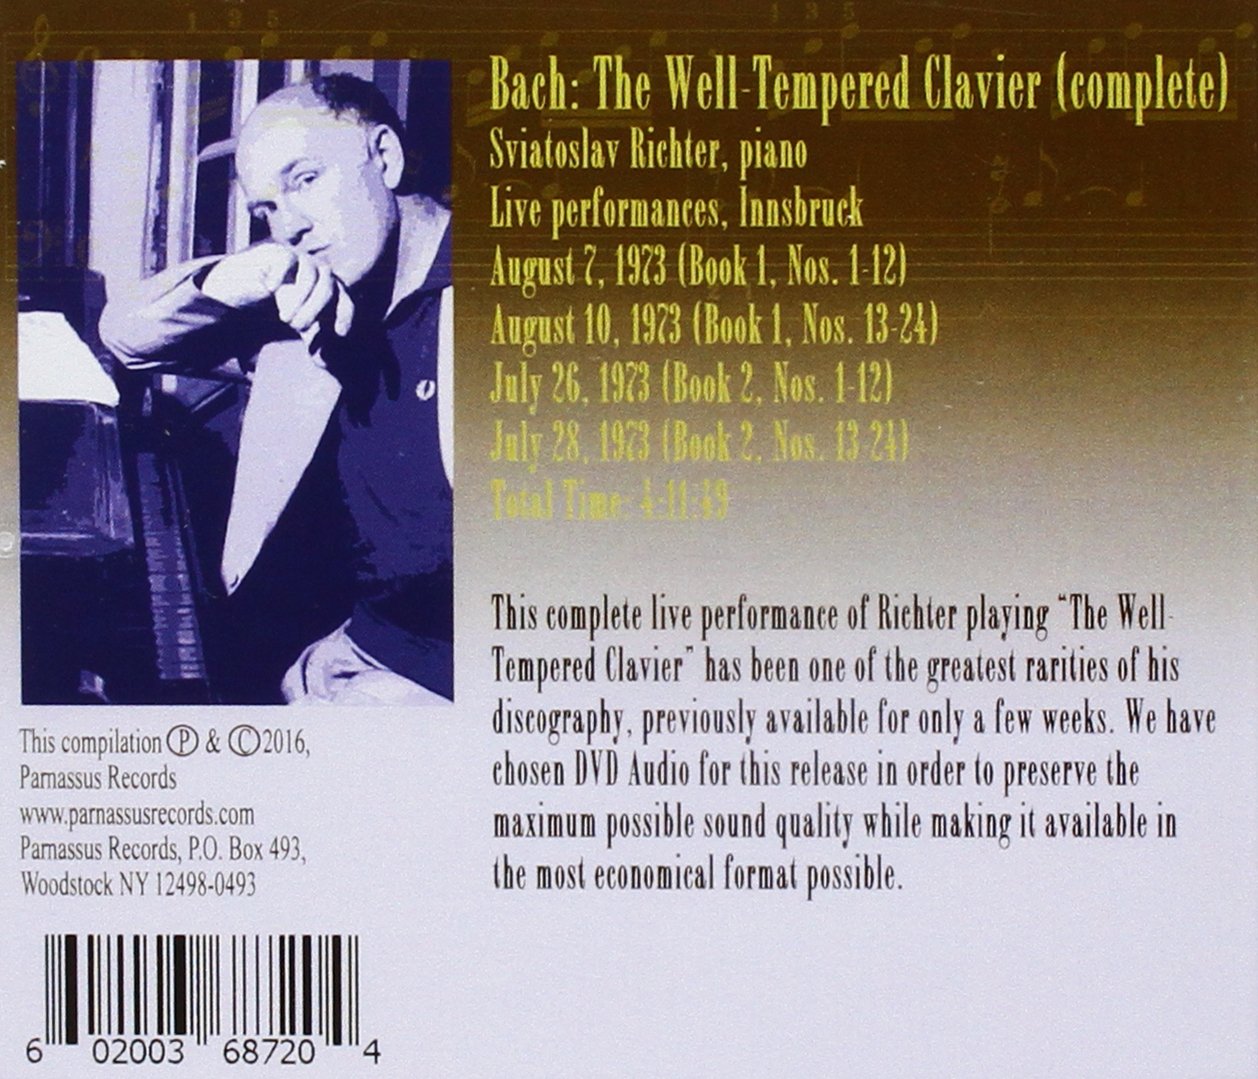 Bach: The Well-Tempered Clavier (complete)
Sviatoslav Richter, piano
Live performances, Innsbruck
August 7, 1973 (Book 1, Nos. 1-12)
August 10, 1973 (Book 1, Nos. 13-24)
July 26, 1973 (Book 2, Nos. 1-12)
July 28, 1973 (Book 2, Nos. 13-24)
Total Time: 4:11:49
This complete live performance of Richter playing “The Well-
Tempered Clavier” has been one of the greatest rarities of his
discography, previously available for only a few weeks. We have
chosen DVD Audio for this release in order to preserve the
maximum possible sound quality while making it available in
the most economical format possible.
This compilation Ⓟ & Ⓒ2016,
Parnassus Records
www.parnassusrecords.com
Parnassus Records, P.O. Box 493,
Woodstock NY 12498-0493
6 02003 68720 4